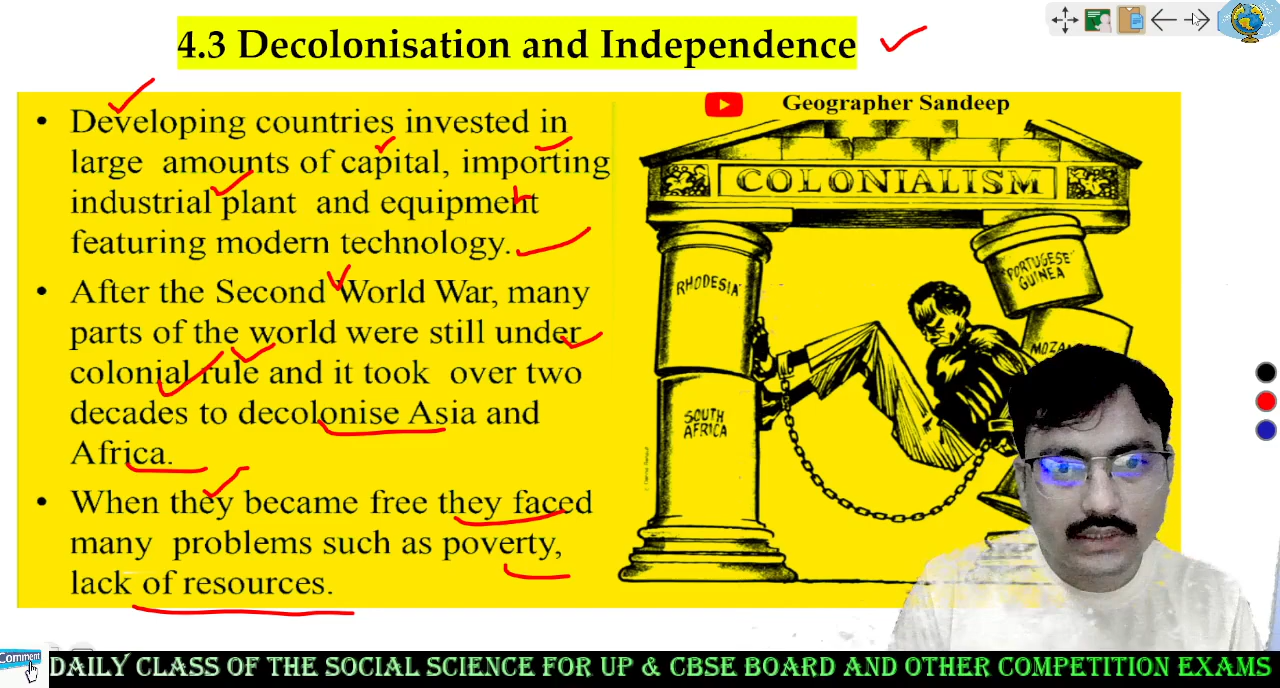 4.3 Decolonisation and Independence
• Developing countries invested in
large amounts of capital, importing
industrial plant and equipment
featuring modern technology.
• After the Second World War, many
parts of the world were still under
colonial rule and it took over two
decades to decolonise Asia and
Africa.
• When they became free they faced
many problems such as poverty,
lack of resources.
Geographer Sandeep
COLONIALISM
RHODESIA
"PORTUGESE"
GUINEA
SOUTH
AFRICA
Comment
DAILY CLASS OF THE SOCIAL SCIENCE FOR UP & CBSE BOARD AND OTHER COMPETITION EXAMS